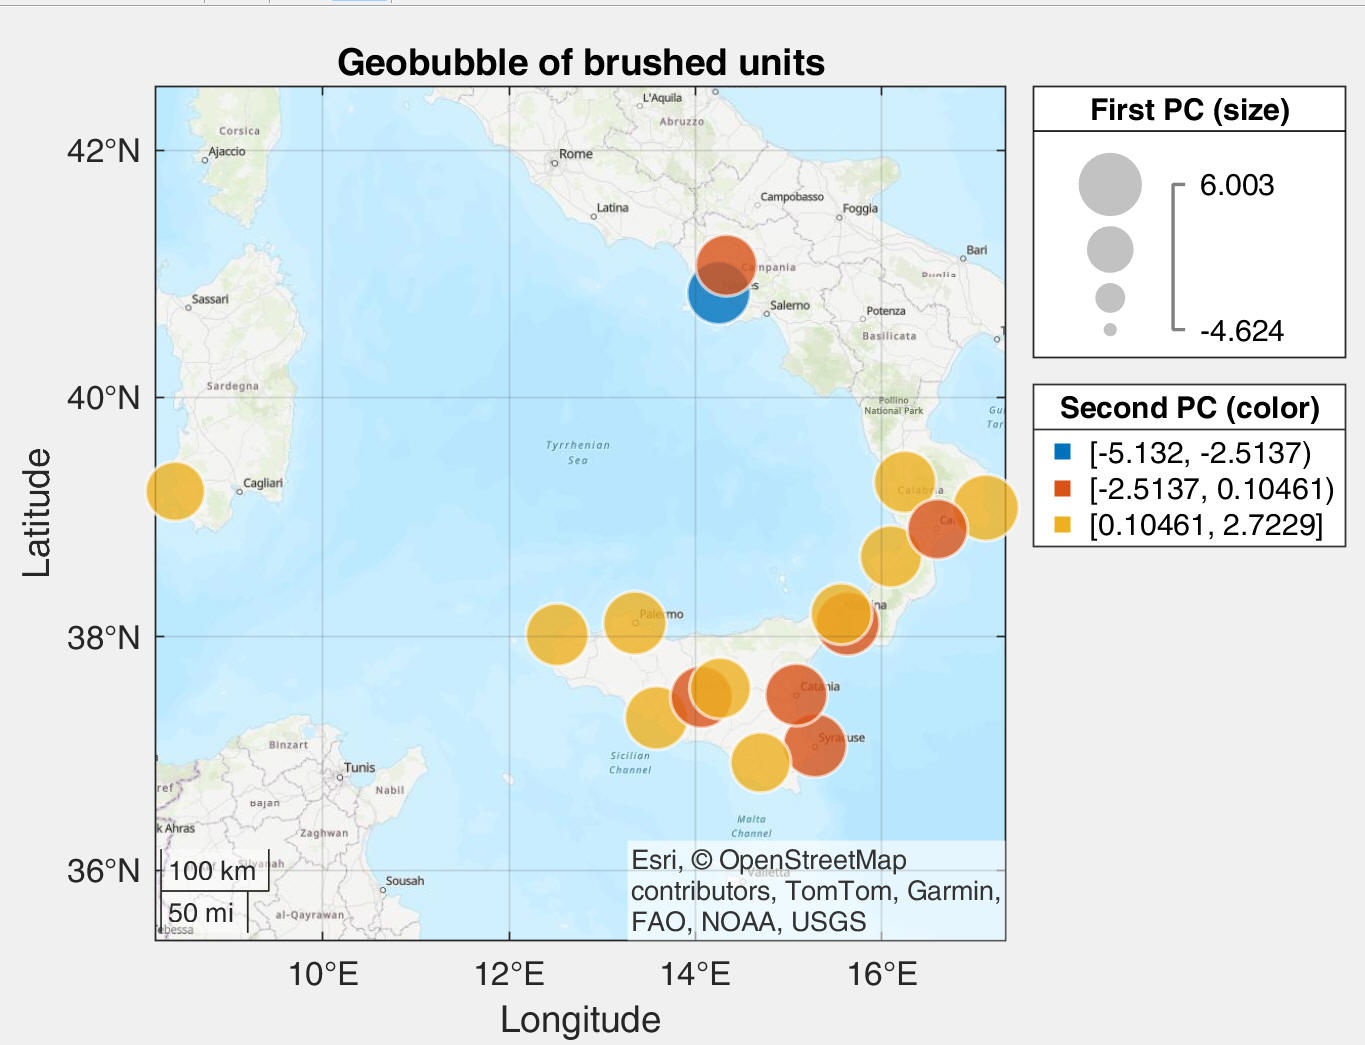 Geobubble of brushed units
L'Aquila
Abruzzo
Corsica
Ajaccio
Rome
Latina
Campobasso
Foggia
Bari
Campania
Puglia
Salerno
Potenza
Basilicata
Sassari
Sardegna
Pollino
National Park
Tyrrhenian
Sea
Cagliari
Calabria
Palermo
Catania
Syracuse
Sicilian
Channel
Binzart
Tunis
Nabil
Bajah
Zaghwan
k Ahras
Malta
Channel
Valletta
Sousah
al-Qayrawan
100 km
50 mi
Esri, © OpenStreetMap
contributors, TomTom, Garmin,
FAO, NOAA, USGS
42°N
40°N
38°N
36°N
Latitude
10°E
12°E
14°E
16°E
Longitude
First PC (size)
6.003
-4.624
Second PC (color)
[-5.132, -2.5137)
[-2.5137, 0.10461)
[0.10461, 2.7229]